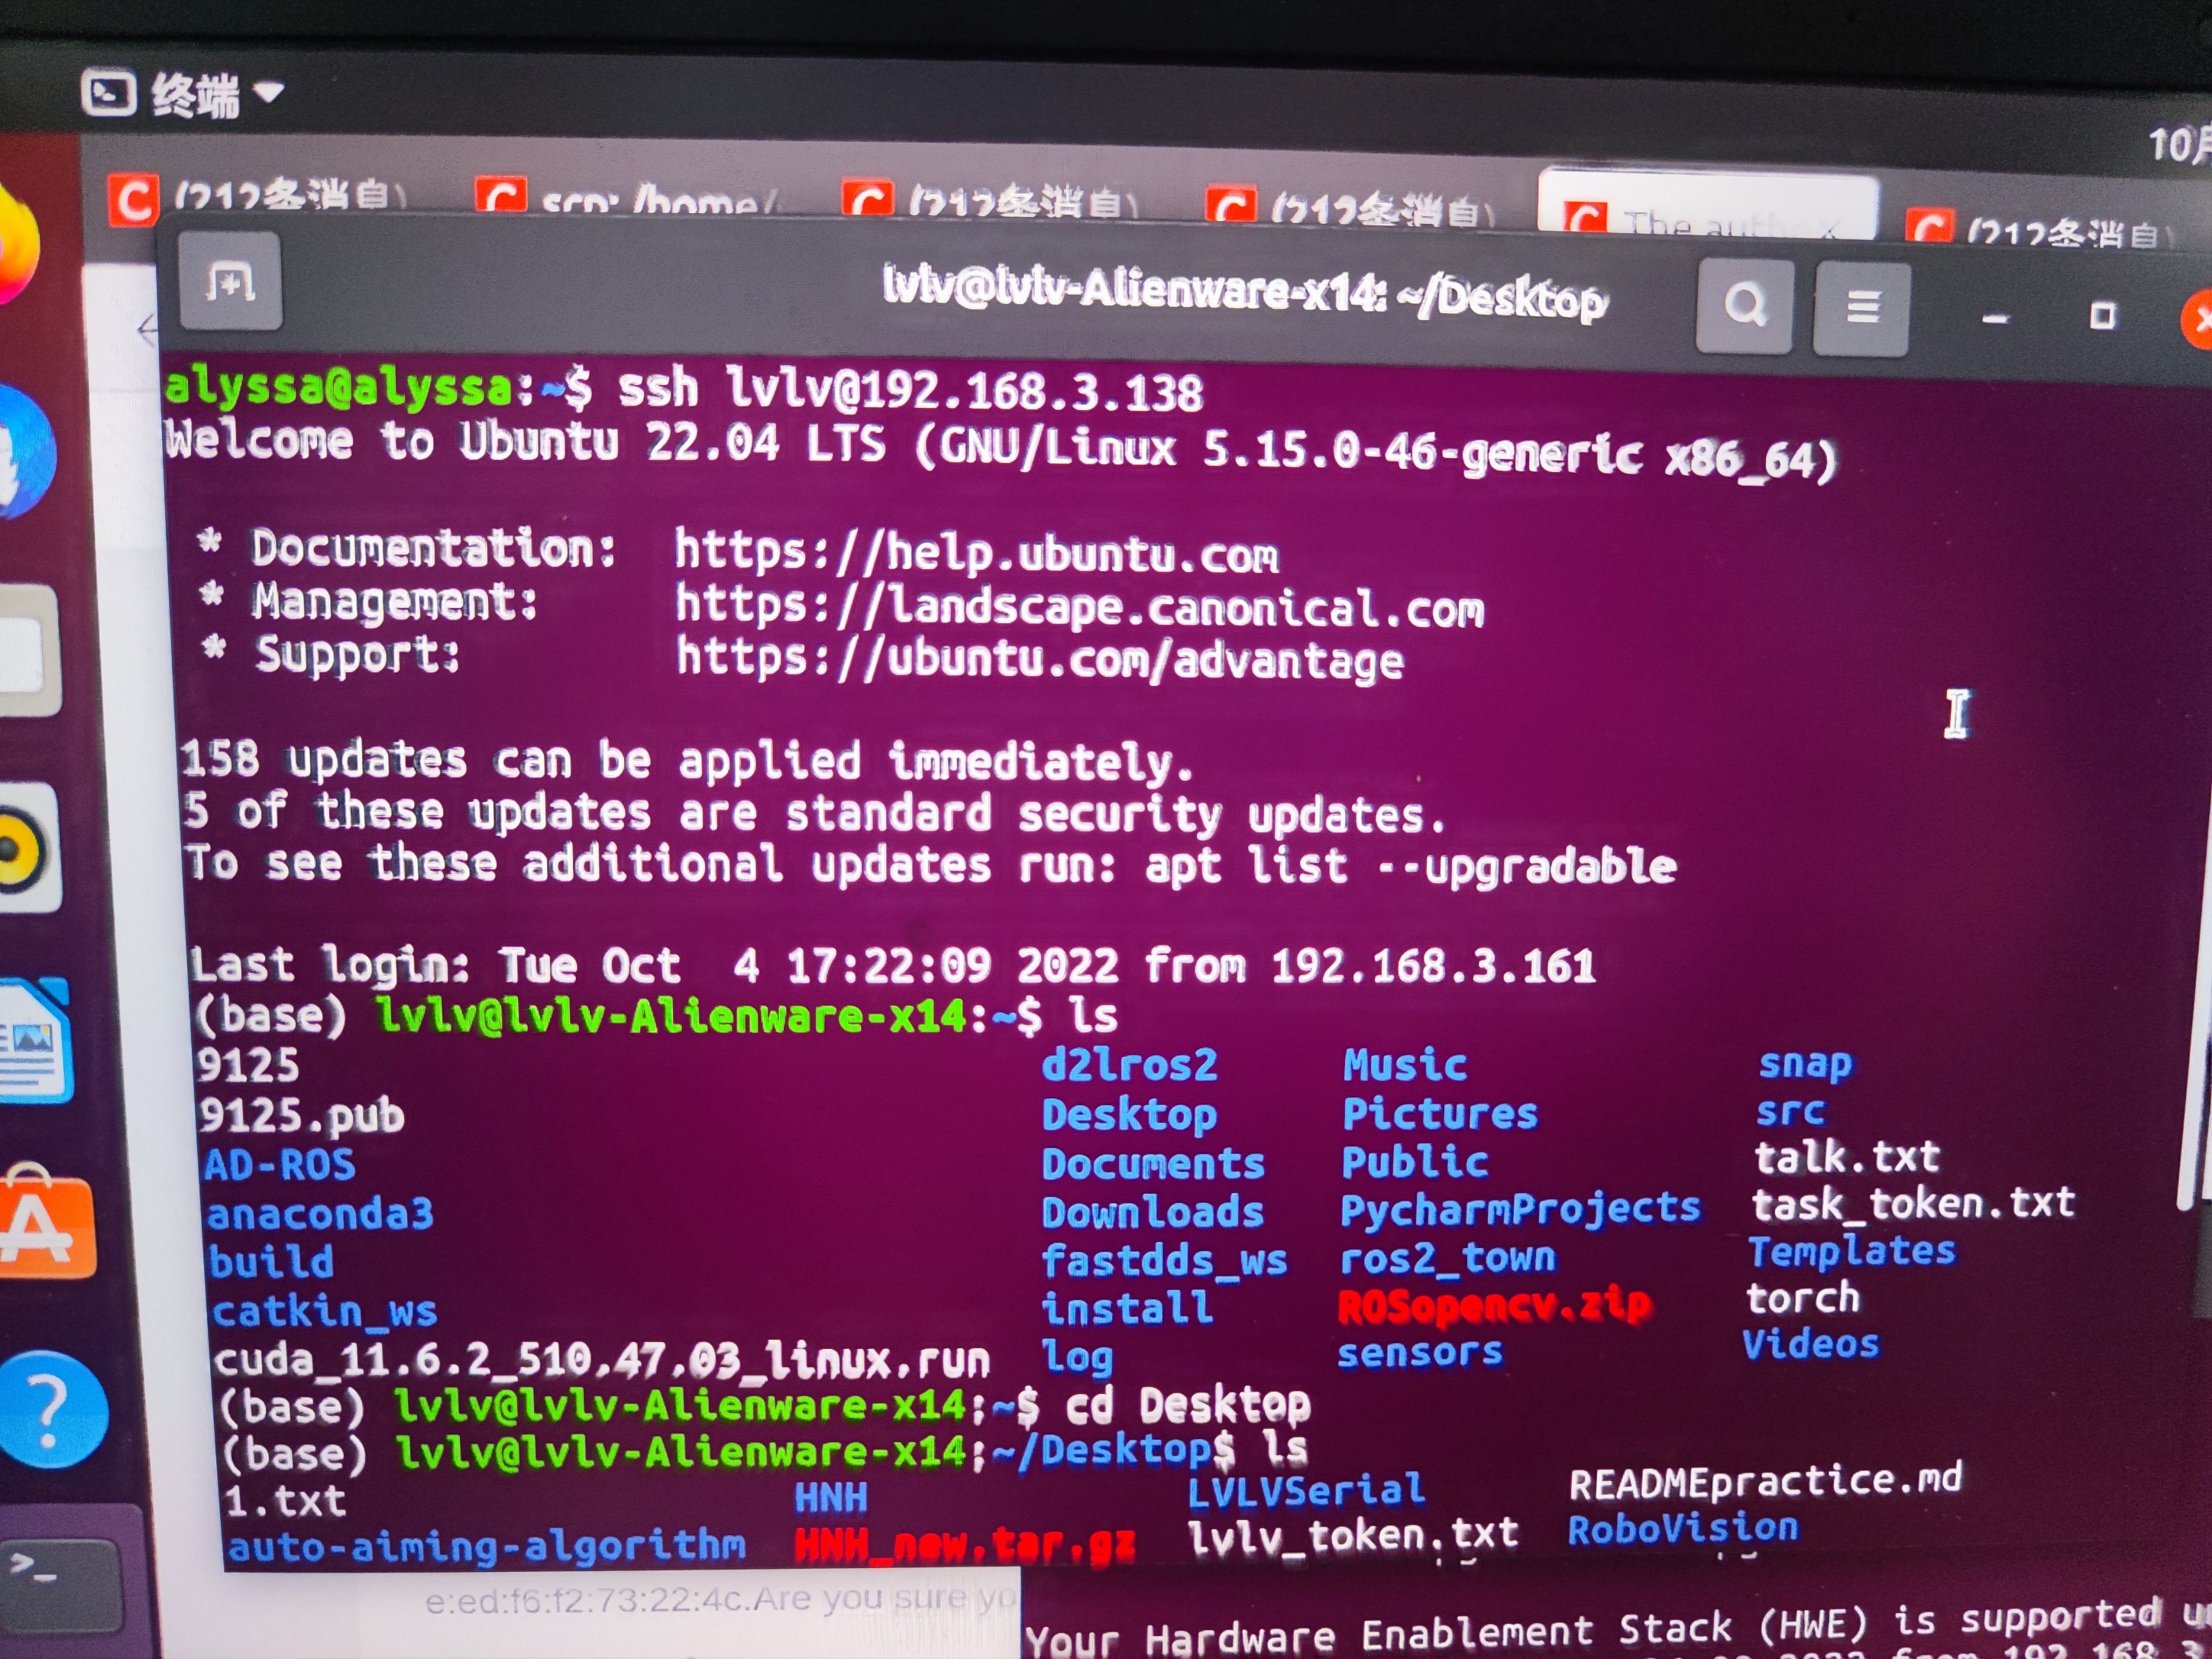 终端
10月
(212条消自) scp: /home/ (212条消自) (212条消自) The auth × (212条消自)
lvlv@lvlv-Alienware-x14: ~/Desktop
alyssa@alyssa:~$ ssh lvlv@192.168.3.138
Welcome to Ubuntu 22.04 LTS (GNU/Linux 5.15.0-46-generic x86_64)
* Documentation: https://help.ubuntu.com
* Management: https://landscape.canonical.com
* Support: https://ubuntu.com/advantage
158 updates can be applied immediately.
5 of these updates are standard security updates.
To see these additional updates run: apt list --upgradable
Last login: Tue Oct 4 17:22:09 2022 from 192.168.3.161
(base) lvlv@lvlv-Alienware-x14:~$ ls
9125 d2lros2 Music snap
9125.pub Desktop Pictures src
AD-ROS Documents Public talk.txt
anaconda3 Downloads PycharmProjects task_token.txt
build fastdds_ws ros2_town Templates
catkin_ws install ROSopencv.zip torch
cuda_11.6.2_510.47.03_linux.run log sensors Videos
(base) lvlv@lvlv-Alienware-x14:~$ cd Desktop
(base) lvlv@lvlv-Alienware-x14:~/Desktop$ ls
1.txt HNH LVLVSerial READMEpractice.md
auto-aiming-algorithm HNH_new.tar.gz lvlv_token.txt RoboVision
e:ed:f6:f2:73:22:4c.Are you sure yo
Your Hardware Enablement Stack (HWE) is supported u
2022 from 192.168.3